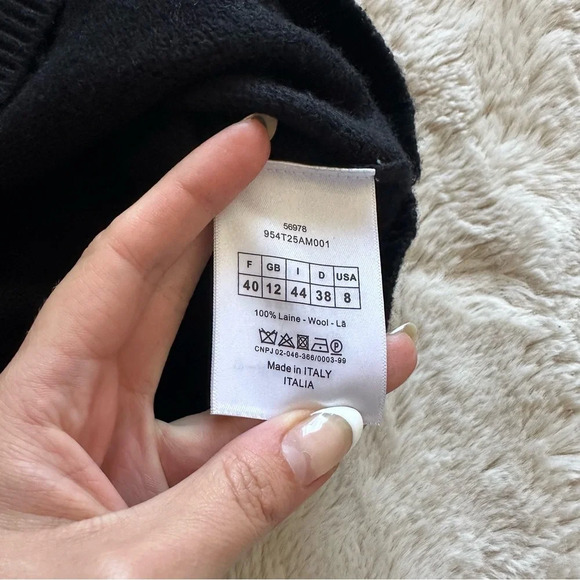 56978
954T25AM001
F GB I D USA
40 12 44 38 8
100% Laine - Wool - Lã
CNPJ 02-046-366/0003-99
Made in ITALY
ITALIA